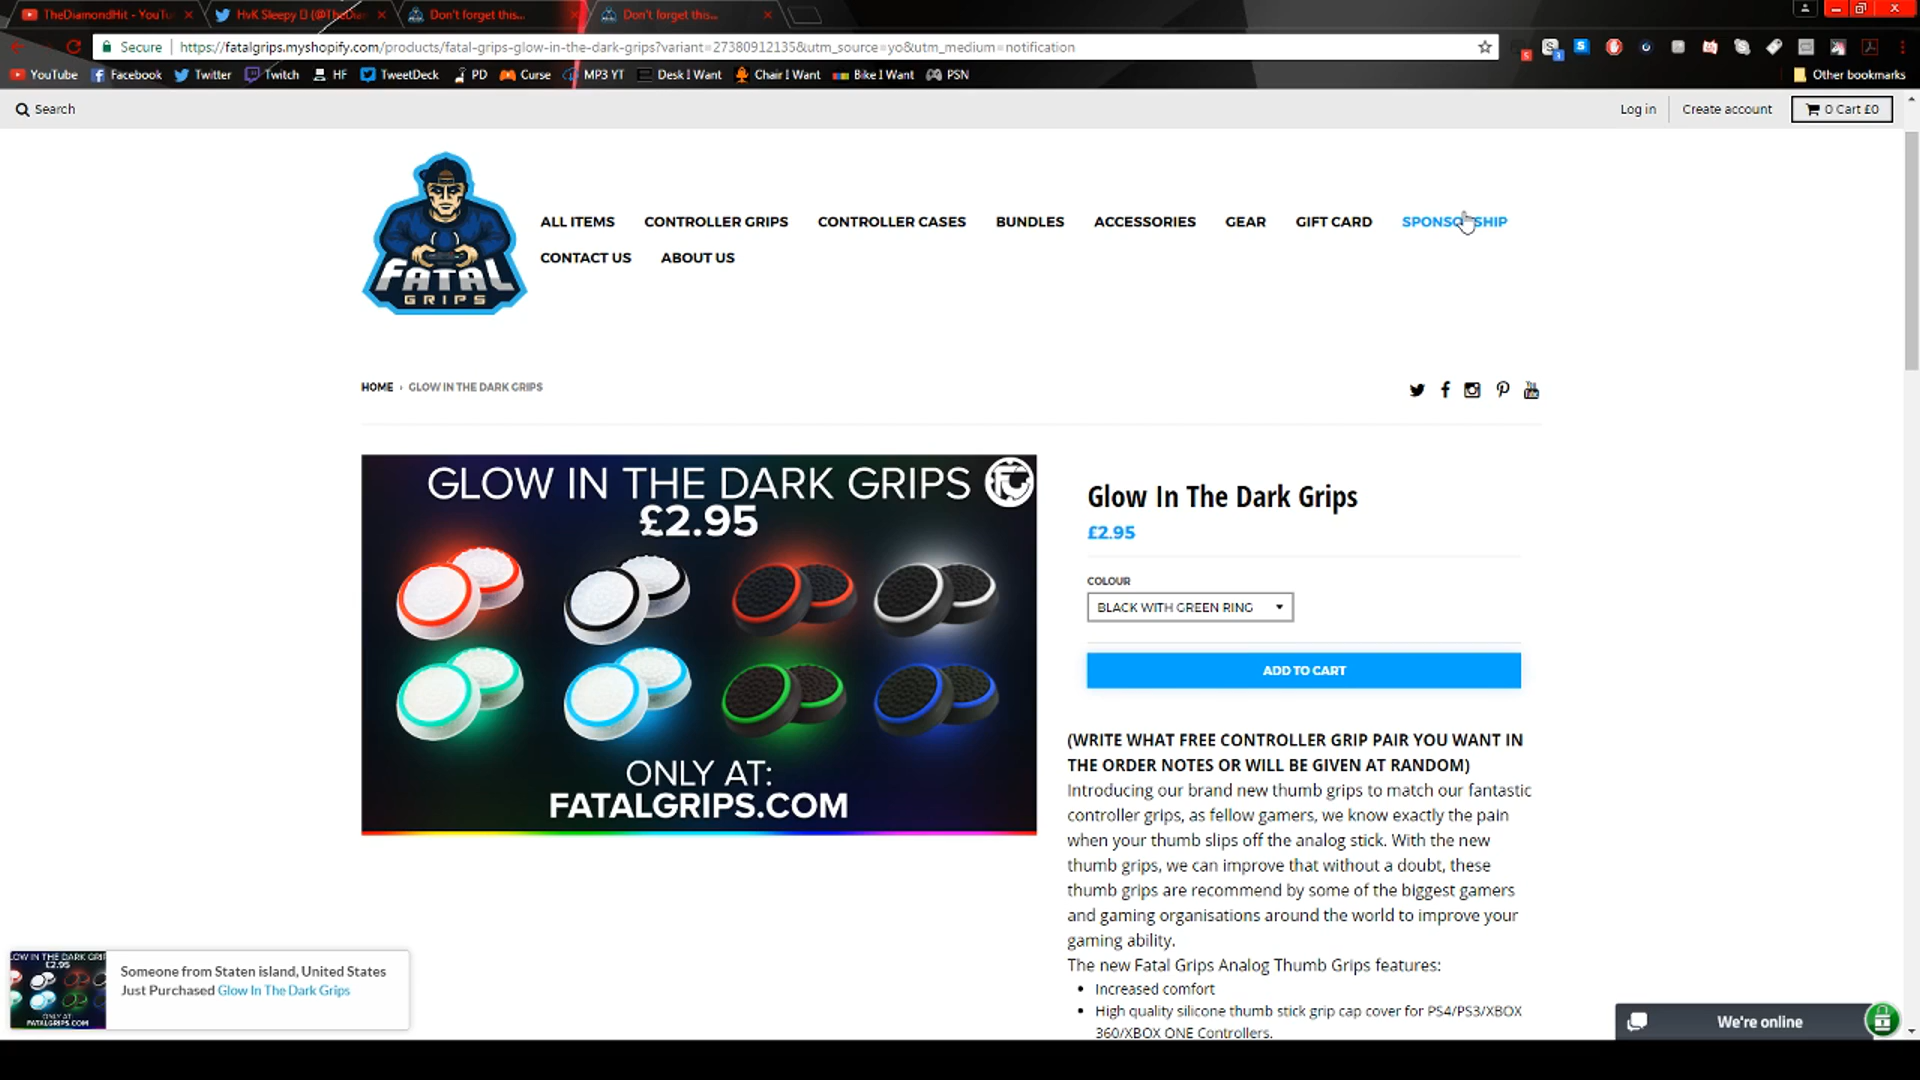 TheDiamondHit - YouTu
HvK Sleepy
(@TheDiar
Don't forget this...
Don't forget this...
Secure
https://fatalgrips.myshopify.com/products/fatal-grips-glow-in-the-dark-grips?variant=27380912135&utm_source=yo&utm_medium=notification
YouTube
Facebook
Twitter
Twitch
HF
TweetDeck
PD
Curse
MP3 YT
Desk I Want
Chair I Want
Bike I Want
PSN
Other bookmarks
Search
Log in
Create account
0 Cart £0
FATAL
GRIPS
ALL ITEMS
CONTROLLER GRIPS
CONTROLLER CASES
BUNDLES
ACCESSORIES
GEAR
GIFT CARD
SPONSORSHIP
CONTACT US
ABOUT US
HOME › GLOW IN THE DARK GRIPS
GLOW IN THE DARK GRIPS
£2.95
ONLY AT:
FATALGRIPS.COM
Glow In The Dark Grips
£2.95
COLOUR
BLACK WITH GREEN RING
ADD TO CART
(WRITE WHAT FREE CONTROLLER GRIP PAIR YOU WANT IN
THE ORDER NOTES OR WILL BE GIVEN AT RANDOM)
Introducing our brand new thumb grips to match our fantastic
controller grips, as fellow gamers, we know exactly the pain
when your thumb slips off the analog stick. With the new
thumb grips, we can improve that without a doubt, these
thumb grips are recommend by some of the biggest gamers
and gaming organisations around the world to improve your
gaming ability.
The new Fatal Grips Analog Thumb Grips features:
• Increased comfort
• High quality silicone thumb stick grip cap cover for PS4/PS3/XBOX
360/XBOX ONE Controllers.
Someone from Staten island, United States
Just Purchased Glow In The Dark Grips
We're online